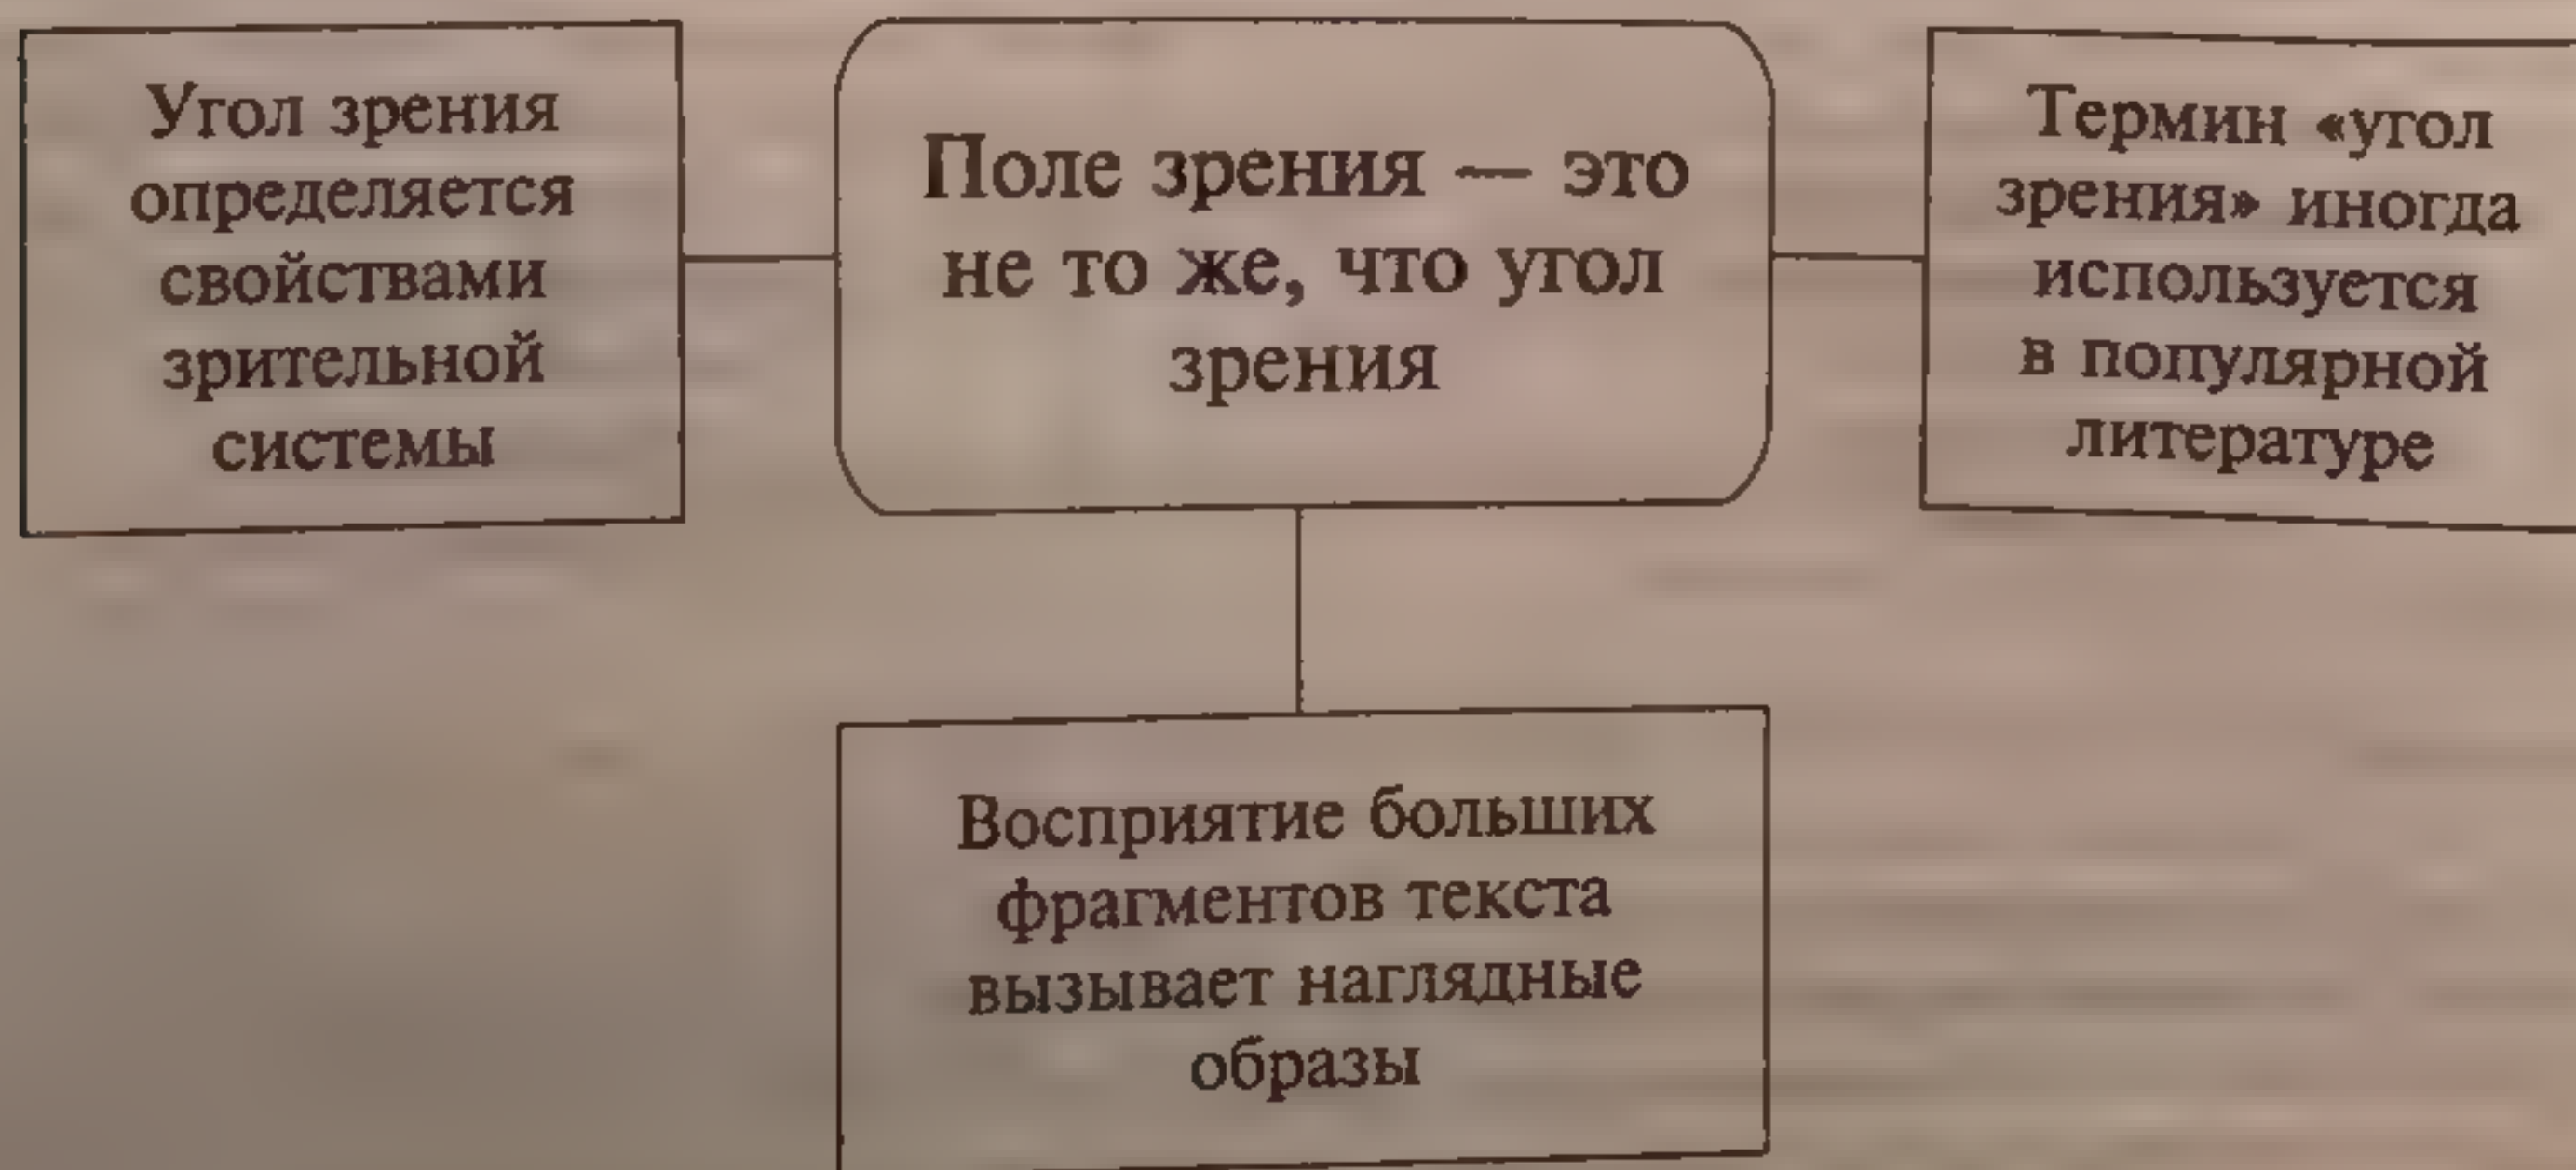 Угол зрения
определяется
свойствами
зрительной
системы
Поле зрения — это
не то же, что угол
зрения
Термин «угол
зрения» иногда
используется
в популярной
литературе
Восприятие больших
фрагментов текста
вызывает наглядные
образы